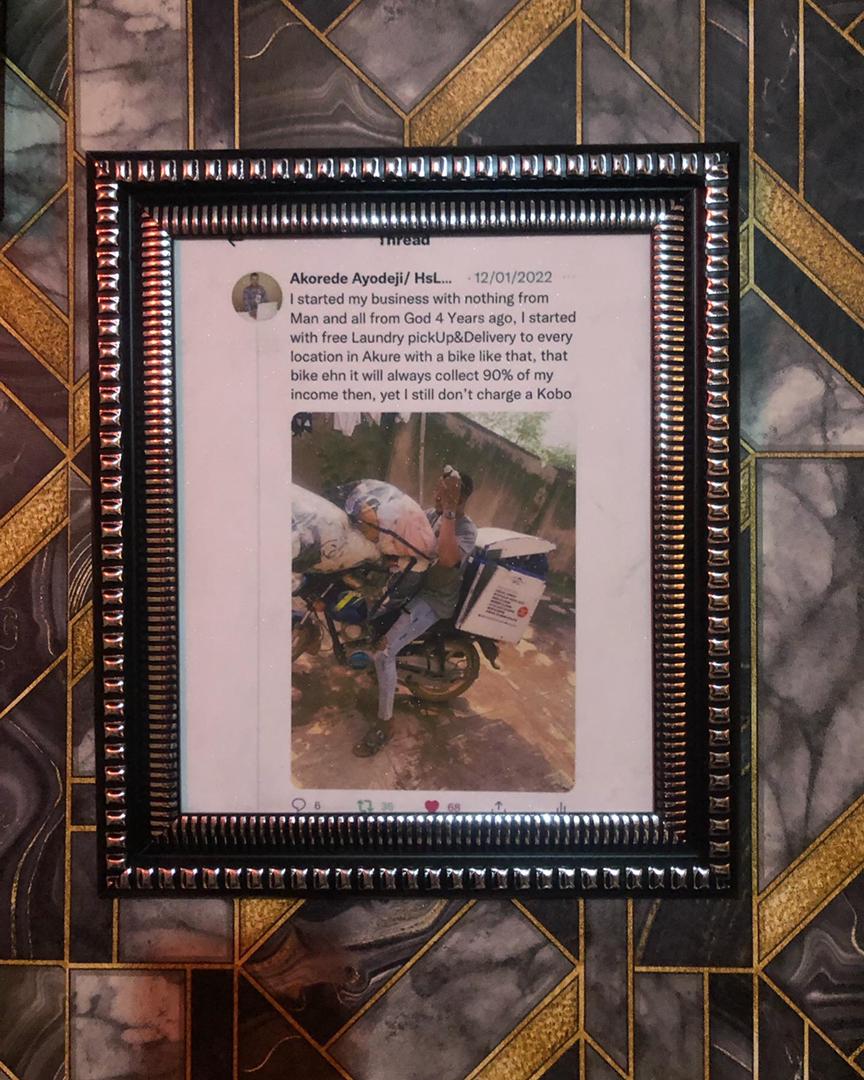 Thread
Akorede Ayodeji/ HsL... · 12/01/2022 ...
I started my business with nothing from
Man and all from God 4 Years ago, I started
with free Laundry pickUp&Delivery to every
location in Akure with a bike like that, that
bike ehn it will always collect 90% of my
income then, yet I still don't charge a Kobo
6 36 68